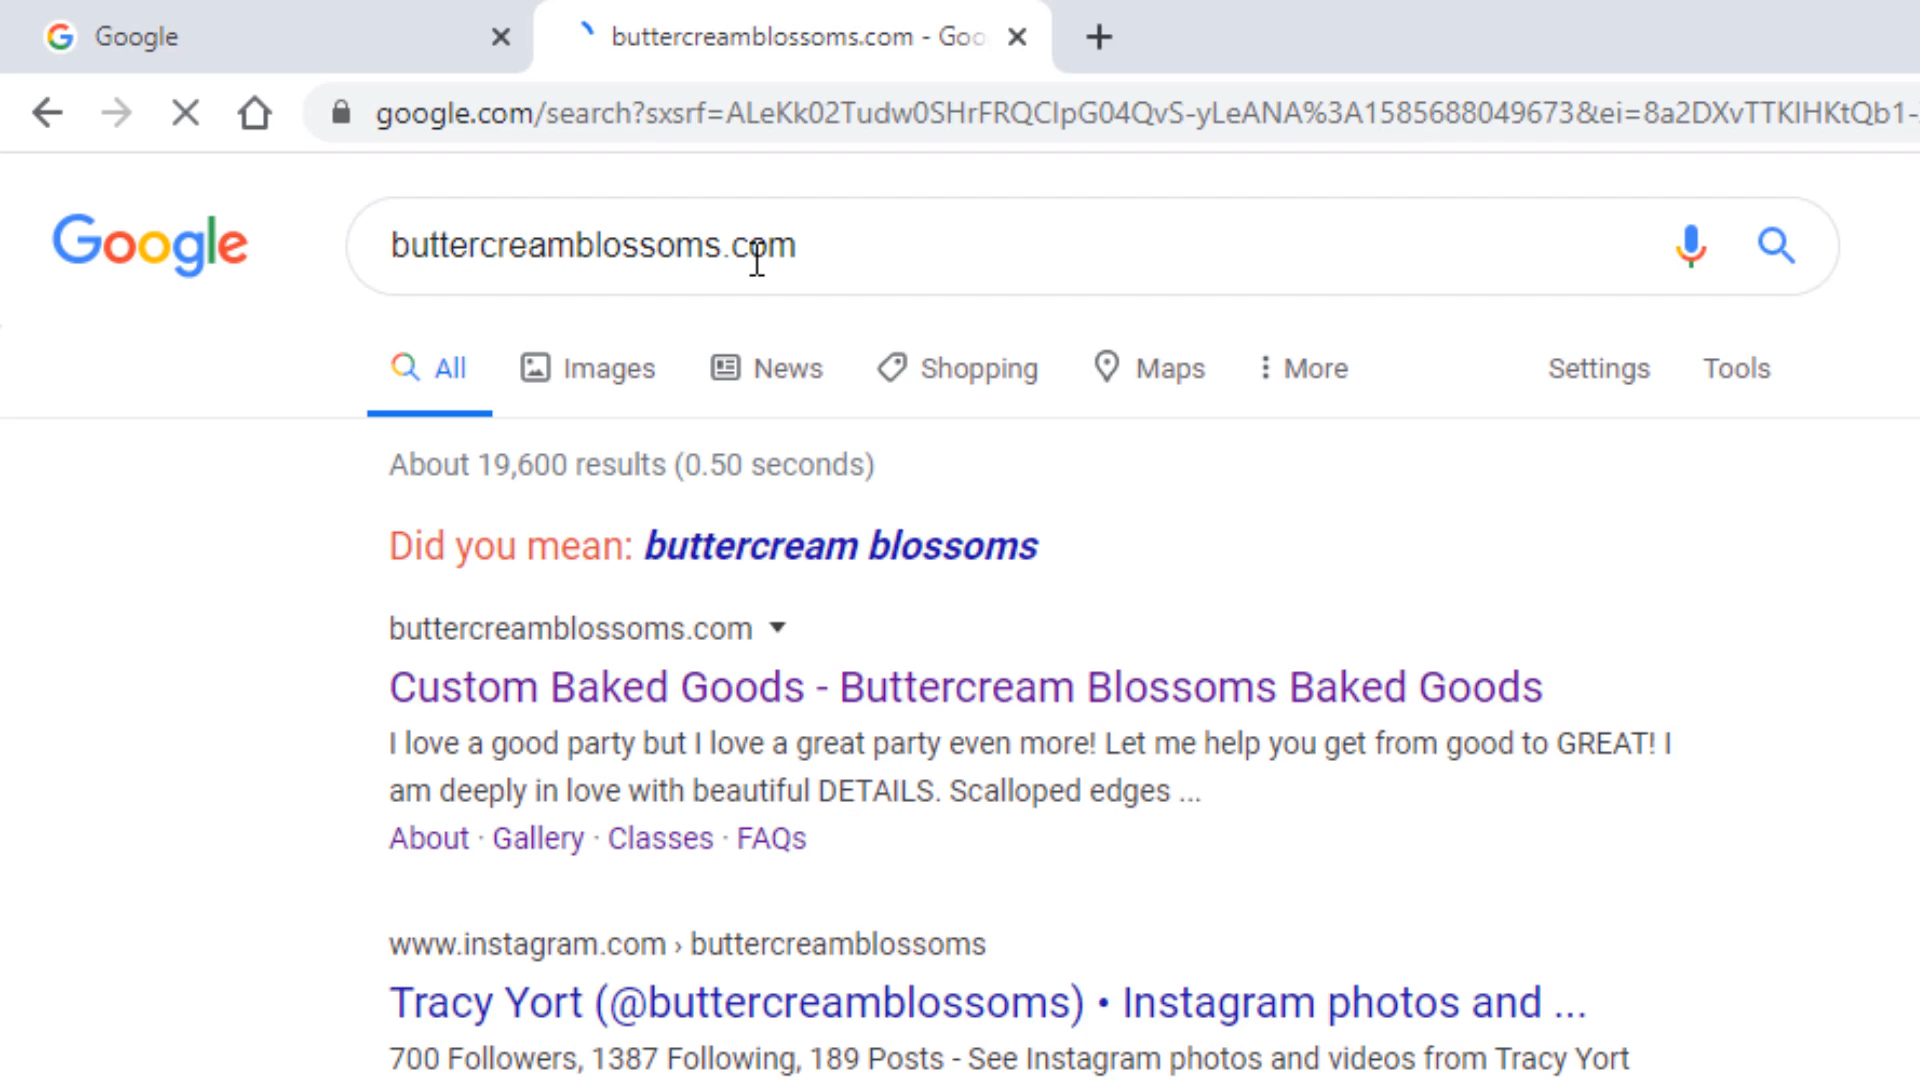 Google
buttercreamblossoms.com - Goo
google.com/search?sxsrf=ALeKk02Tudw0SHrFRQCIpG04QvS-yLeANA%3A1585688049673&ei=8a2DXvTTKIHKtQb1-
Google
buttercreamblossoms.com
All Images News Shopping Maps More Settings Tools
About 19,600 results (0.50 seconds)
Did you mean: buttercream blossoms
buttercreamblossoms.com
Custom Baked Goods - Buttercream Blossoms Baked Goods
I love a good party but I love a great party even more! Let me help you get from good to GREAT! I
am deeply in love with beautiful DETAILS. Scalloped edges ...
About · Gallery · Classes · FAQs
www.instagram.com › buttercreamblossoms
Tracy Yort (@buttercreamblossoms) • Instagram photos and ...
700 Followers, 1387 Following, 189 Posts - See Instagram photos and videos from Tracy Yort